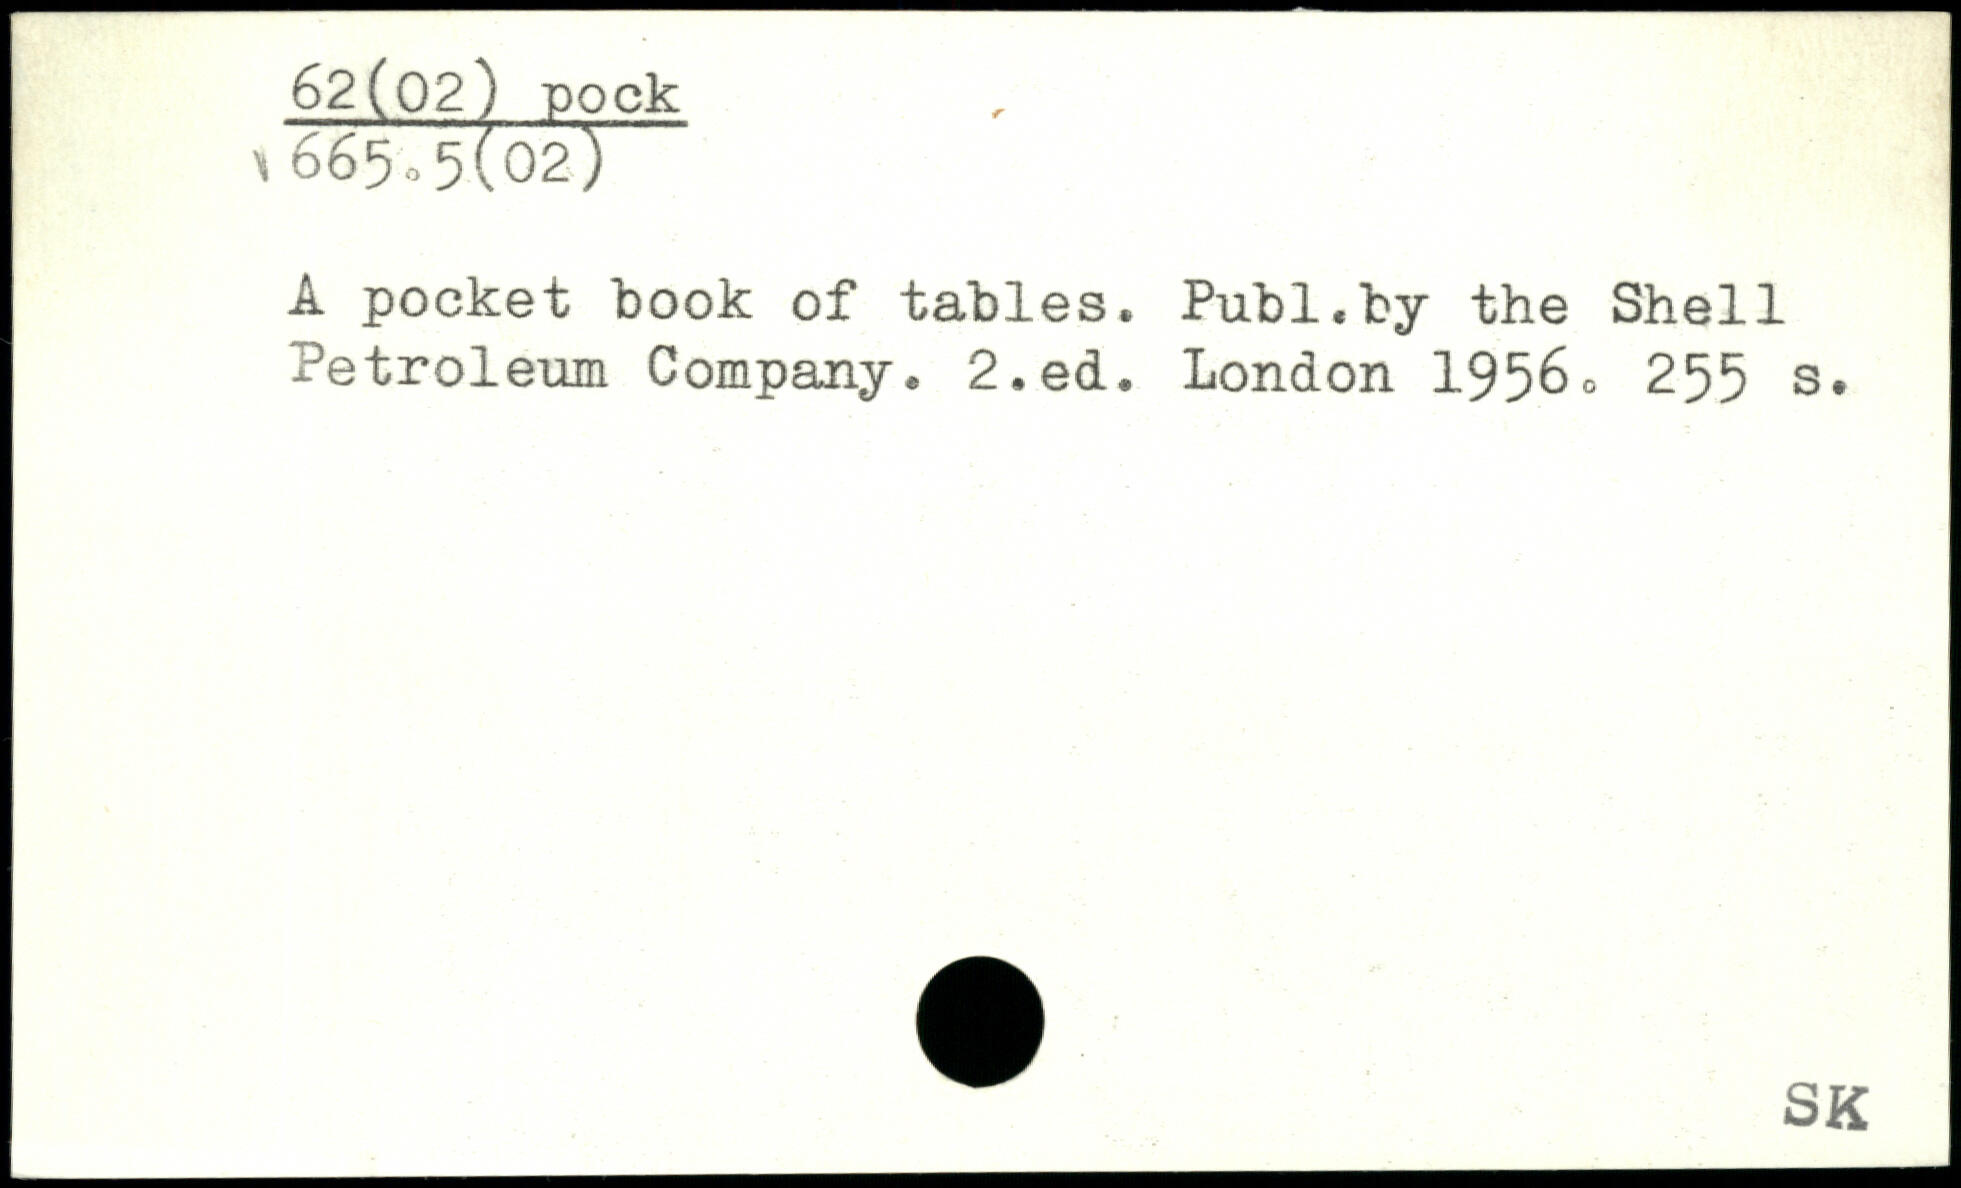 62(02) pock
665.5(02)
A pocket book of tables. Publ.by the Shell
Petroleum Company. 2.ed. London 1956. 255 s.
SK